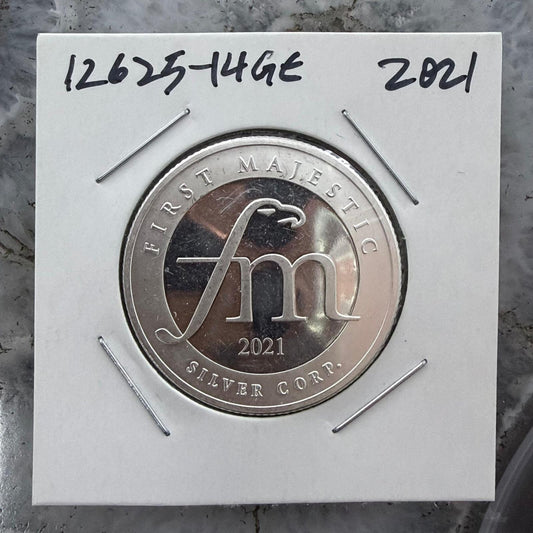 12625-14GE 2021
FIRST MAJESTIC
fm
2021
SILVER CORP.